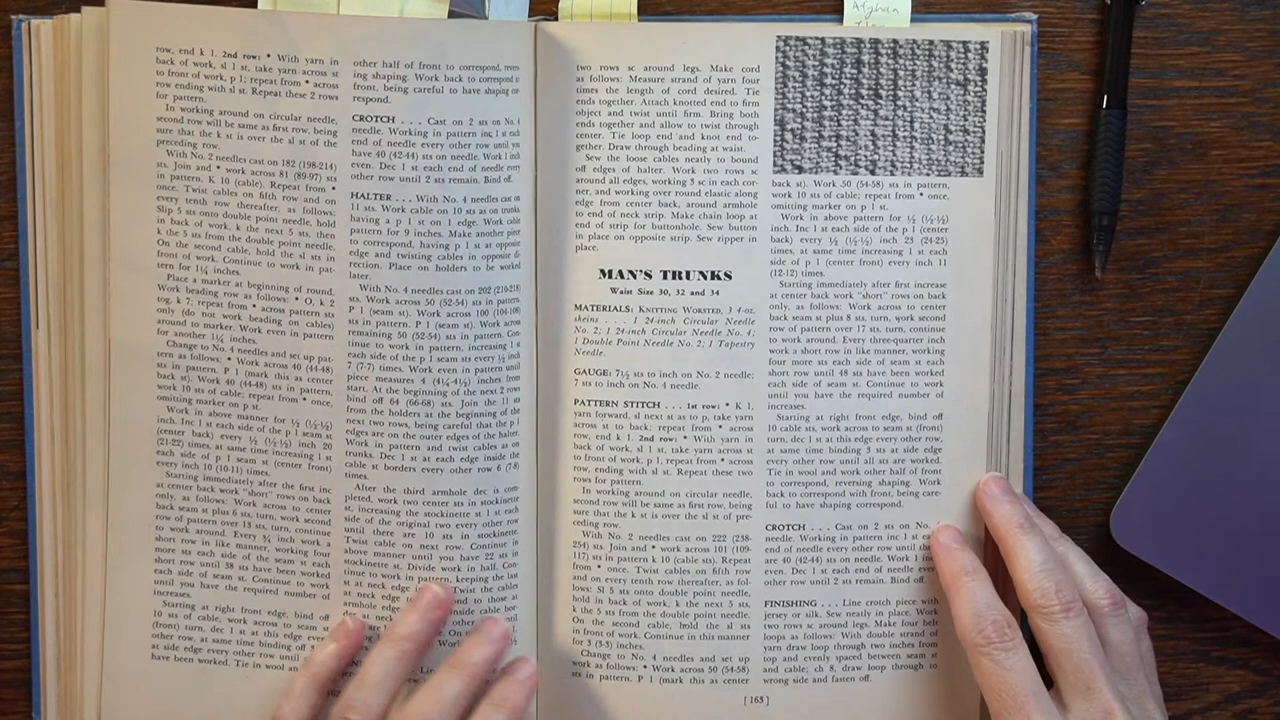 Afghan
row, end k 1. 2nd row: * With yarn in
back of work, sl 1 st, take yarn across st
to front of work, p 1; repeat from * across
row ending with sl st. Repeat these 2 rows
for pattern.
In working around on circular needle,
second row will be same as first row, being
sure that the k st is over the sl st of the
preceding row.
With No. 2 needles cast on 182 (198-214)
sts. Join and * work across 81 (89-97) sts
in pattern. K 10 (cable). Repeat from *
once. Twist cables on fifth row and on
every tenth row thereafter, as follows:
Slip 5 sts onto double point needle, hold
in back of work, k the next 5 sts, then
k the 5 sts from the double point needle.
On the second cable, hold the sl sts in
front of work. Continue to work in pat-
tern for 1¼ inches.
Place a marker at beginning of round.
Work beading row as follows: * O, k 2
tog, k 7; repeat from * across pattern sts
only (do not work beading on cables)
around to marker. Work even in pattern
for another 1¼ inches.
Change to No. 4 needles and set up pat-
tern as follows: * Work across 40 (44-48)
sts in pattern. P 1 (mark this as center
back st). Work 40 (44-48) sts in pattern,
work 10 sts of cable; repeat from * once,
omitting marker on p st.
Work in above manner for ½ (½-½)
inch. Inc 1 st each side of the p 1 seam st
(center back) every ½ (½-½) inch 20
(21-22) times, at same time increasing 1 st
each side of p 1 seam st (center front)
every inch 10 (10-11) times.
Starting immediately after the first inc
at center back work "short" rows on back
only, as follows: Work across to center
back seam st plus 6 sts, turn, work second
row of pattern over 13 sts, turn, continue
to work around. Every ¾ inch work a
short row in like manner, working four
more sts each side of seam st each
short row until 38 sts have been worked
each side of seam st. Continue to work
until you have the required number of
increases.
Starting at right front edge, bind off
10 sts of cable, work across to seam st
(front) turn, dec 1 st at this edge every
other row, at same time binding off 3
at side edge every other row until
have been worked. Tie in wool an
other half of front to correspond, rever-
ing shaping. Work back to correspond
front, being careful to have shaping cor-
respond.
CROTCH . . . Cast on 2 sts on No. 4
needle. Working in pattern inc 1 st each
end of needle every other row until you
have 40 (42-44) sts on needle. Work 1 inch
even. Dec 1 st each end of needle every
other row until 2 sts remain. Bind off.
HALTER . . . With No. 4 needles cast on
11 sts. Work cable on 10 sts as on trunks,
having a p 1 st on 1 edge. Work cable
pattern for 9 inches. Make another piece
to correspond, having p 1 st at opposite
edge and twisting cables in opposite di-
rection. Place on holders to be worked
later.
With No. 4 needles cast on 202 (210-218)
sts. Work across 50 (52-54) sts in pattern.
P 1 (seam st). Work across 100 (104-108)
sts in pattern. P 1 (seam st). Work across
remaining 50 (52-54) sts in pattern. Con-
tinue to work in pattern, increasing 1 st
each side of the p 1 seam sts every ½ inch
7 (7-7) times. Work even in pattern until
piece measures 4 (4¼-4½) inches from
start. At the beginning of the next 2 rows
bind off 64 (66-68) sts. Join the 11 sts
from the holders at the beginning of the
next two rows, being careful that the p 1
edges are on the outer edges of the halter.
Work in pattern and twist cables as on
trunks. Dec 1 st at each edge inside the
cable st borders every other row 6 (7-8)
times.
After the third armhole dec is com-
pleted, work two center sts in stockinette
st, increasing the stockinette st 1 st each
side of the original two every other row
until there are 10 sts in stockinette.
Twist cable on next row. Continue in
above manner until you have 22 sts in
stockinette st. Divide work in half. Con-
tinue to work in pattern, keeping the last
st at neck edge Twist the cables
at neck edge to those at
armhole edge inside cable bor-
der at neck other row
are On
Work
Line
two rows sc around legs. Make cord
as follows: Measure strand of yarn four
times the length of cord desired. Tie
ends together. Attach knotted end to firm
object and twist until firm. Bring both
ends together and allow to twist through
center. Tie loop end and knot end to-
gether. Draw through beading at waist.
Sew the loose cables neatly to bound
off edges of halter. Work two rows sc
around all edges, working 3 sc in each cor-
ner, and working over round elastic along
edge from center back, around armhole
to end of neck strip. Make chain loop at
end of strip for buttonhole. Sew button
in place on opposite strip. Sew zipper in
place.
MAN'S TRUNKS
Waist Size 30, 32 and 34
MATERIALS: KNITTING WORSTED, 3 4-oz.
skeins . . . 1 24-inch Circular Needle
No. 2; 1 24-inch Circular Needle No. 4;
1 Double Point Needle No. 2; 1 Tapestry
Needle.
GAUGE: 7½ sts to inch on No. 2 needle;
7 sts to inch on No. 4 needle.
PATTERN STITCH . . . 1st row: * K 1,
yarn forward, sl next st as to p, take yarn
across st to back; repeat from * across
row, end k 1. 2nd row: * With yarn in
back of work, sl 1 st, take yarn across st
to front of work, p 1, repeat from * across
row, ending with sl st. Repeat these two
rows for pattern.
In working around on circular needle,
second row will be same as first row, being
sure that the k st is over the sl st of pre-
ceding row.
With No. 2 needles cast on 222 (238-
254) sts. Join and * work across 101 (109-
117) sts in pattern k 10 (cable st). Repeat
from * once. Twist cables on fifth row
and on every tenth row thereafter, as fol-
lows: Sl 5 sts onto double point needle,
hold in back of work, k the next 5 sts,
k the 5 sts from the double point needle.
On the second cable, hold the sl sts
in front of work. Continue in this manner
for 3 (3-3) inches.
Change to No. 4 needles and set up
work as follows: * Work across 50 (54-58)
sts in pattern. P 1 (mark this as center
back st). Work 50 (54-58) sts in pattern,
work 10 sts of cable; repeat from * once,
omitting marker on p 1 st.
Work in above pattern for ½ (½-½)
inch. Inc 1 st each side of the p 1 (center
back) every ½ (½-½) inch 23 (24-25)
times, at same time increasing 1 st each
side of p 1 (center front) every inch 11
(12-12) times.
Starting immediately after first increase
at center back work "short" rows on back
only, as follows: Work across to center
back seam st plus 8 sts, turn, work second
row of pattern over 17 sts, turn, continue
to work around. Every three-quarter inch
work a short row in like manner, working
four more sts each side of seam st each
short row until 48 sts have been worked
each side of seam st. Continue to work
until you have the required number of
increases.
Starting at right front edge, bind off
10 cable sts, work across to seam st (front)
turn, dec 1 st at this edge every other row,
at same time binding 3 sts at side edge
every other row until all sts are worked.
Tie in wool and work other half of front
to correspond, reversing shaping. Work
back to correspond with front, being care-
ful to have shaping correspond.
CROTCH . . . Cast on 2 sts on No.
needle. Working in pattern inc 1 st
end of needle every other row until
are 40 (42-44) sts on needle. Work 1
even. Dec 1 st each end of needle every
other row until 2 sts remain. Bind off.
FINISHING . . . Line crotch piece with
jersey or silk. Sew neatly in place. Work
two rows sc around legs. Make four belt
loops as follows: With double strand of
yarn draw loop through two inches from
top and evenly spaced between seam st
and cable; ch 8, draw loop through to
wrong side and fasten off.
[ 163 ]